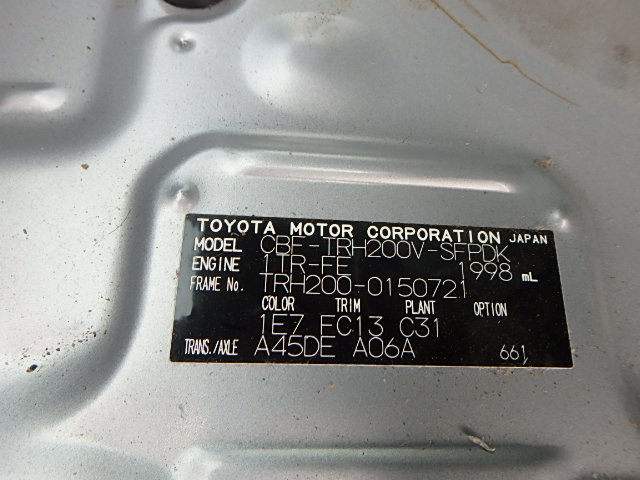 TOYOTA MOTOR CORPORATION JAPAN
MODEL CBF-TRH200V-SFPDK
ENGINE 1TR-FE 1998 mL
FRAME No. TRH200-0150721
COLOR TRIM PLANT OPTION
1E7 FC13 C31
TRANS./AXLE A45DE A06A 661